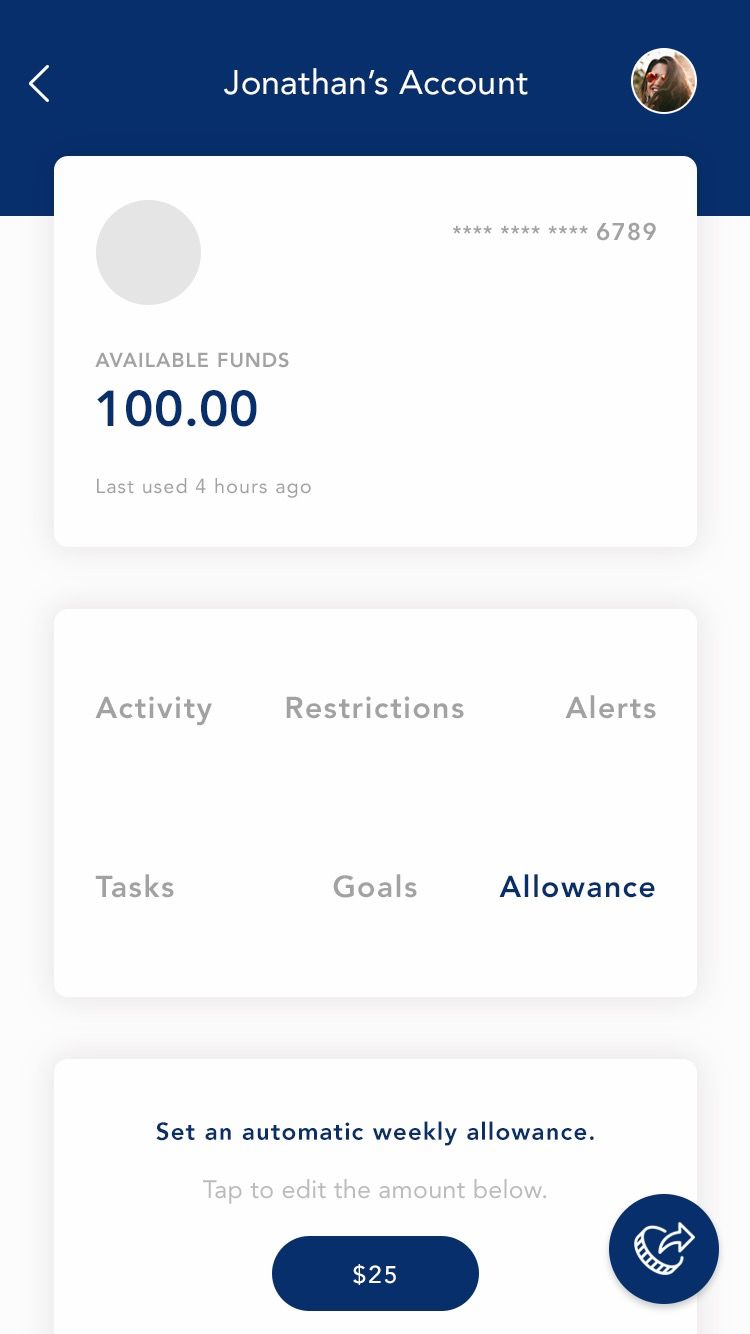 Jonathan’s Account
**** **** **** 6789
AVAILABLE FUNDS
100.00
Last used 4 hours ago
Activity Restrictions Alerts
Tasks Goals Allowance
Set an automatic weekly allowance.
Tap to edit the amount below.
$25